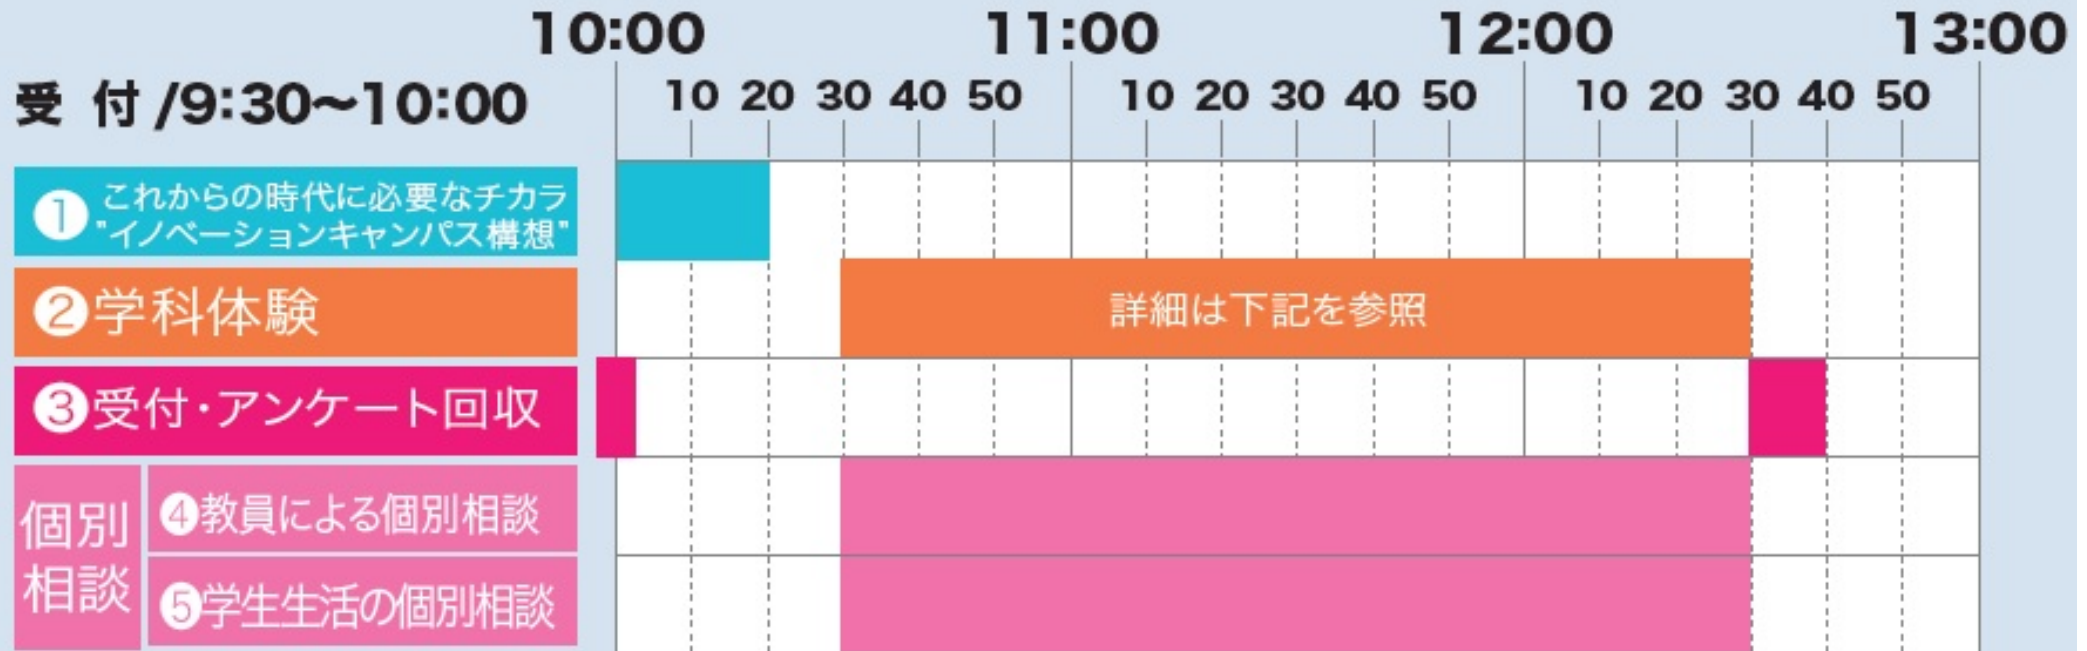 10:00 11:00 12:00 13:00
受 付 /9:30〜10:00
10 20 30 40 50 10 20 30 40 50 10 20 30 40 50
❶ これからの時代に必要なチカラ
"イノベーションキャンパス構想"
❷学科体験
詳細は下記を参照
❸受付・アンケート回収
個別
相談
❹教員による個別相談
❺学生生活の個別相談